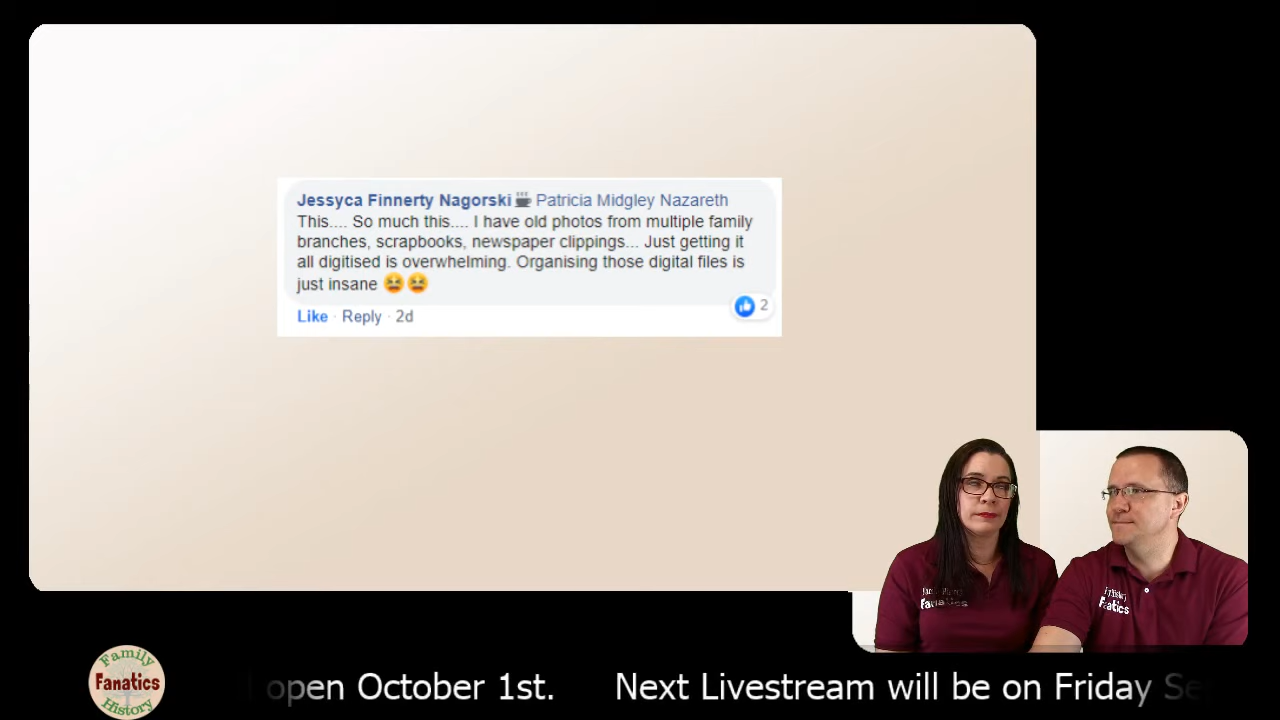 Jessyca Finnerty Nagorski Patricia Midgley Nazareth
This.... So much this.... I have old photos from multiple family
branches, scrapbooks, newspaper clippings... Just getting it
all digitised is overwhelming. Organising those digital files is
just insane
2
Like · Reply · 2d
Fanatics
Fanatics
Family
Fanatics
History
open October 1st. Next Livestream will be on Friday